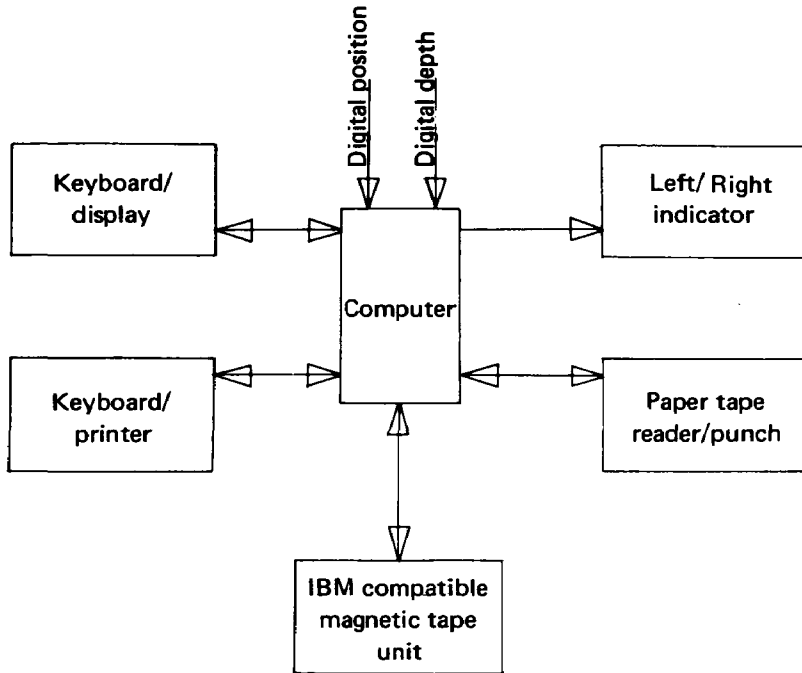 Digital position
Digital depth
Keyboard/
display
Left/ Right
indicator
Computer
Keyboard/
printer
Paper tape
reader/punch
IBM compatible
magnetic tape
unit